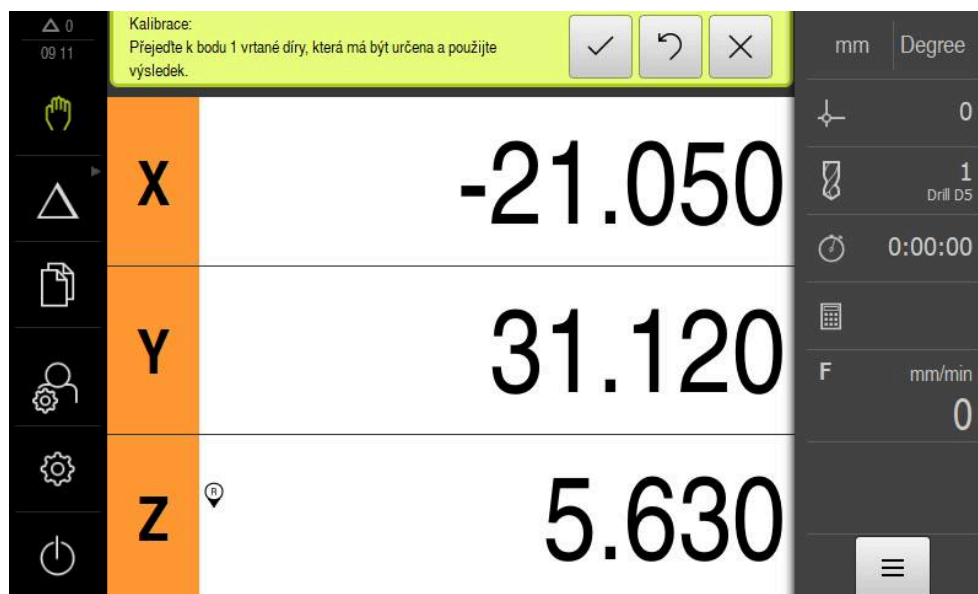 0
09 11
Kalibrace:
Přejeďte k bodu 1 vrtané díry, která má být určena a použijte
výsledek.
mm Degree
0
1
Drill D5
0:00:00
F mm/min
0
X -21.050
Y 31.120
Z R 5.630